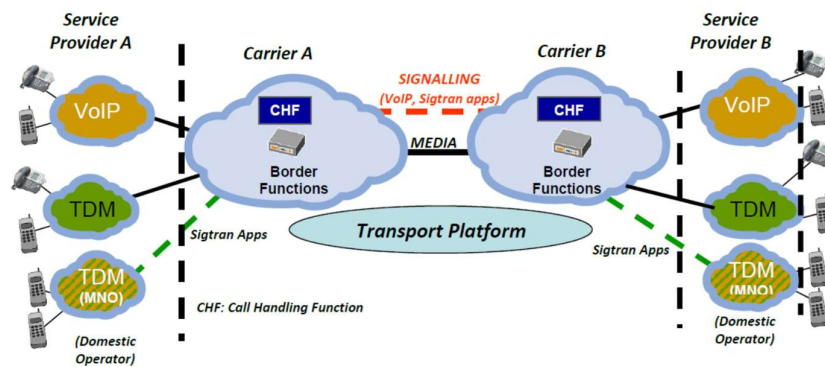 Service
Provider A
Carrier A
Carrier B
Service
Provider B
SIGNALLING
(VoIP, Sigtran apps)
VoIP
CHF
CHF
VoIP
MEDIA
Border
Functions
Border
Functions
TDM
TDM
Transport Platform
Sigtran Apps
Sigtran Apps
TDM
(MNO)
TDM
(MNO)
CHF: Call Handling Function
(Domestic
Operator)
(Domestic
Operator)